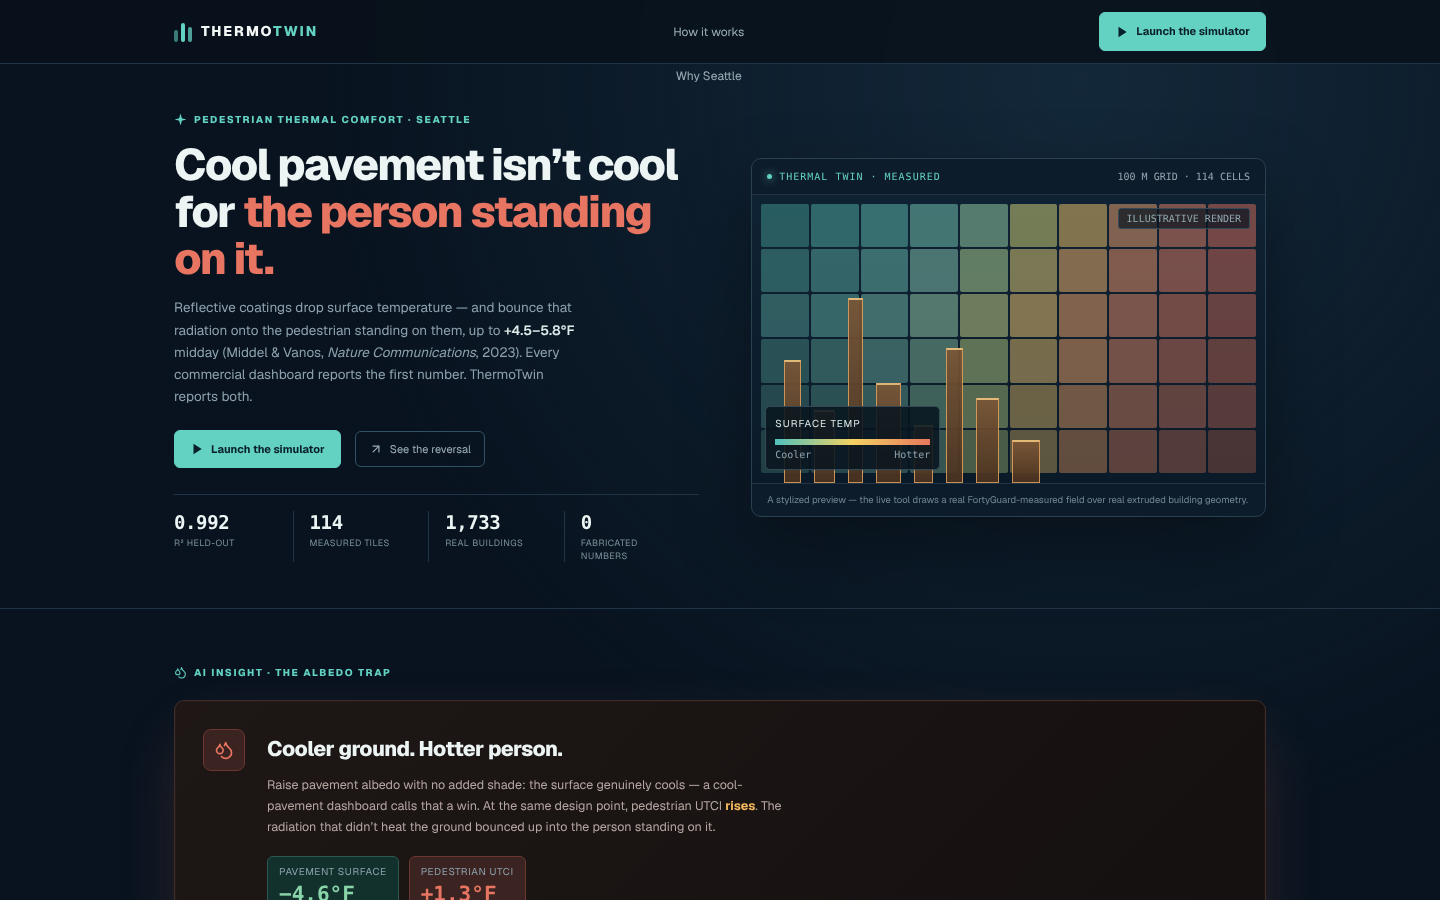 THERMOTWIN
How it works
Why Seattle
Launch the simulator
PEDESTRIAN THERMAL COMFORT · SEATTLE
Cool pavement isn’t cool
for the person standing
on it.
Reflective coatings drop surface temperature — and bounce that
radiation onto the pedestrian standing on them, up to +4.5–5.8°F
midday (Middel & Vanos, Nature Communications, 2023). Every
commercial dashboard reports the first number. ThermoTwin
reports both.
Launch the simulator
See the reversal
0.992
R² HELD-OUT
114
MEASURED TILES
1,733
REAL BUILDINGS
0
FABRICATED
NUMBERS
THERMAL TWIN · MEASURED
100 M GRID · 114 CELLS
ILLUSTRATIVE RENDER
SURFACE TEMP
Cooler
Hotter
A stylized preview — the live tool draws a real FortyGuard-measured field over real extruded building geometry.
AI INSIGHT · THE ALBEDO TRAP
Cooler ground. Hotter person.
Raise pavement albedo with no added shade: the surface genuinely cools — a cool-
pavement dashboard calls that a win. At the same design point, pedestrian UTCI rises. The
radiation that didn’t heat the ground bounced up into the person standing on it.
PAVEMENT SURFACE
−4.6°F
PEDESTRIAN UTCI
+1.3°F